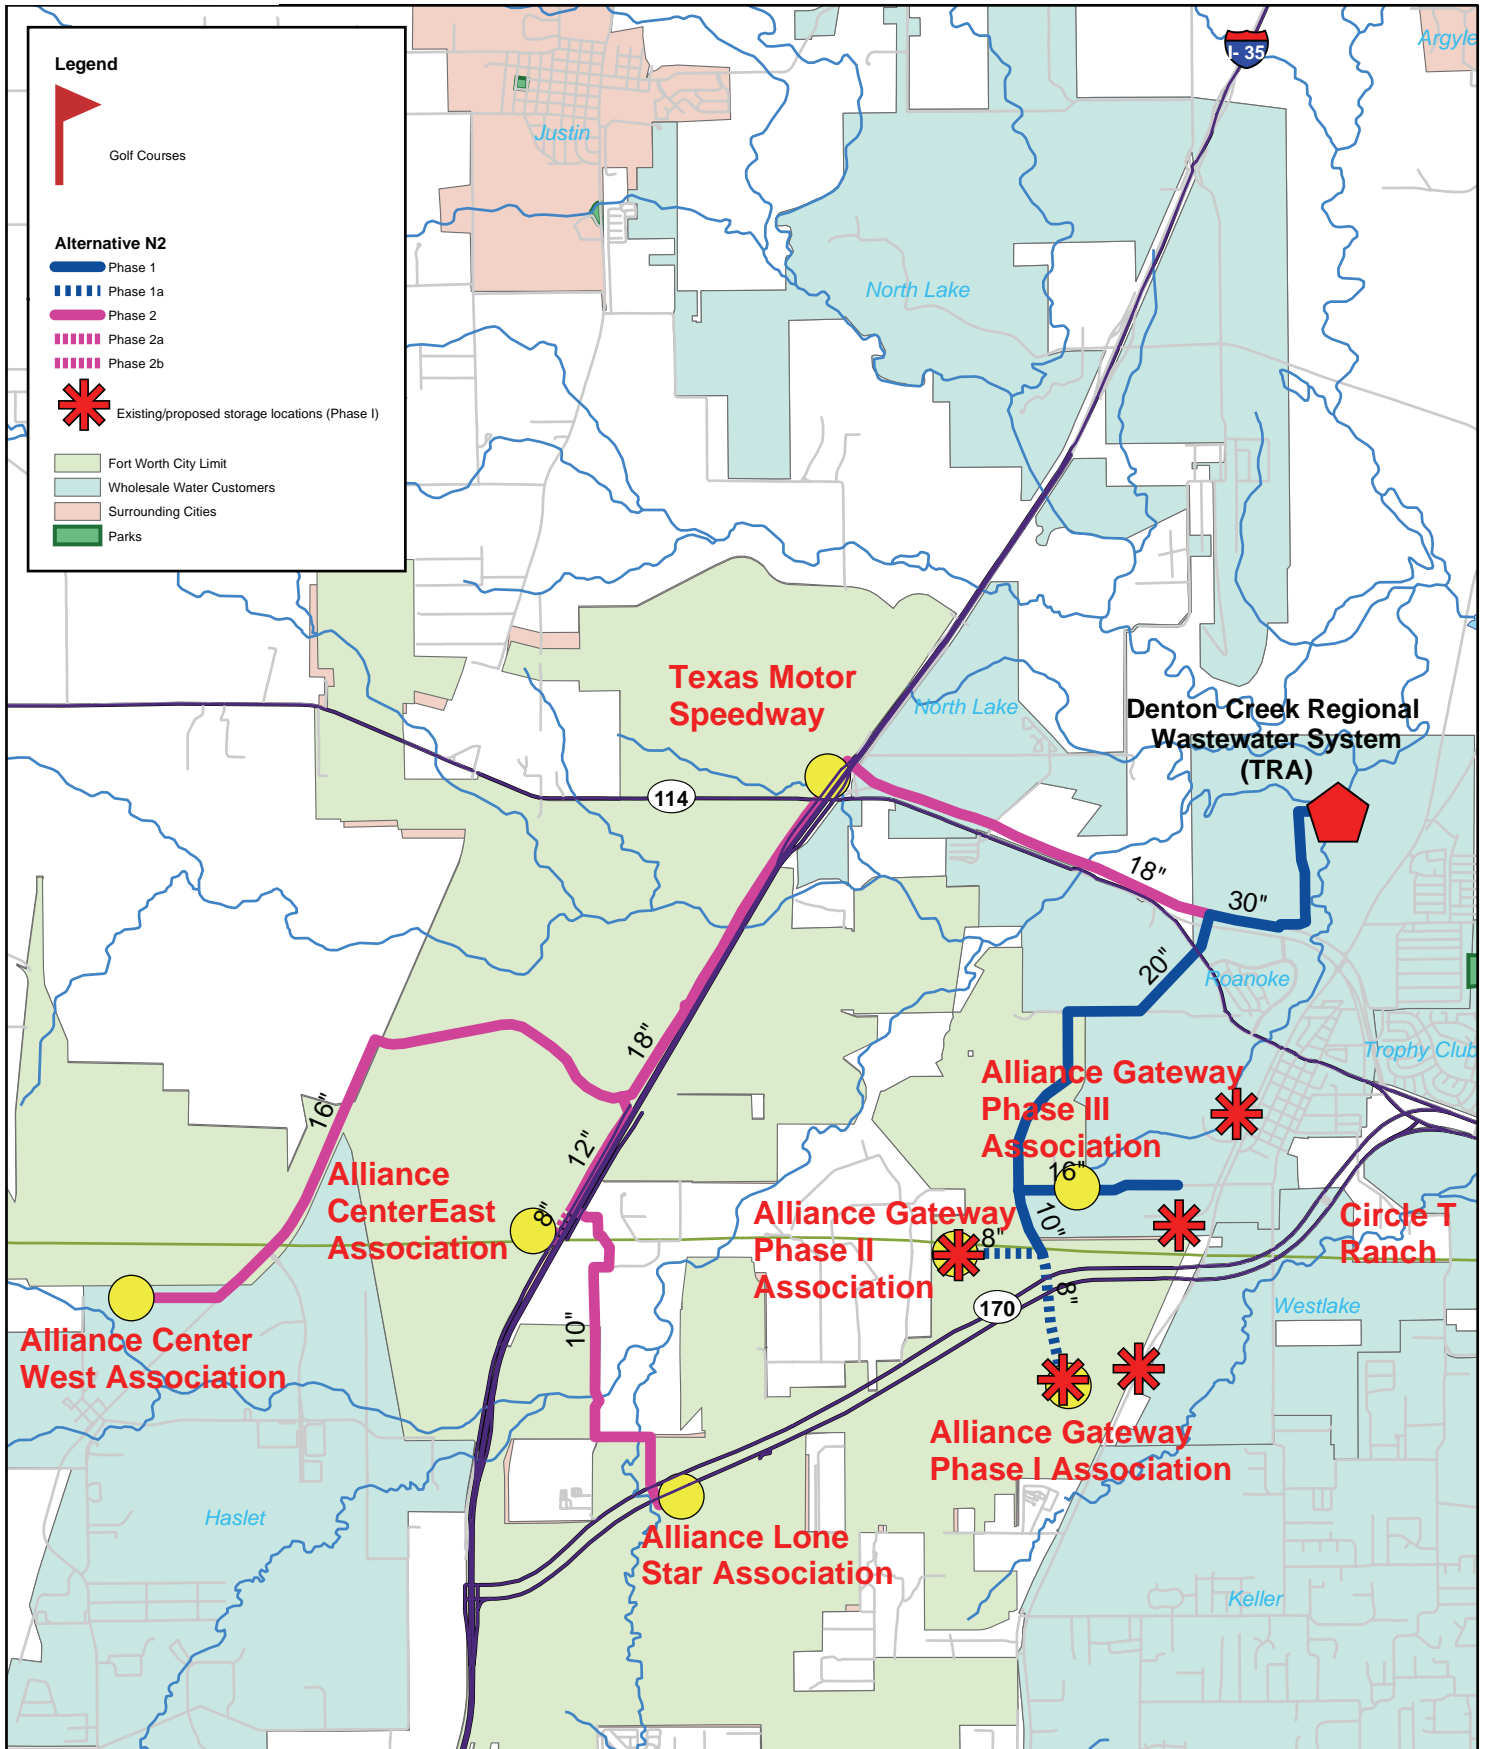 Legend
Golf Courses
Alternative N2
Phase 1
Phase 1a
Phase 2
Phase 2a
Phase 2b
Existing/proposed storage locations (Phase I)
Fort Worth City Limit
Wholesale Water Customers
Surrounding Cities
Parks
Justin
I- 35
Argyle
North Lake
Texas Motor
Speedway
North Lake
Denton Creek Regional
Wastewater System
(TRA)
114
18"
30"
20"
Roanoke
18"
Trophy Club
Alliance Gateway
Phase III
Association
16"
12"
16"
Alliance
CenterEast
Association
8"
Alliance Gateway
Phase II
Association
10"
8"
Circle T
Ranch
8"
170
Westlake
10"
Alliance Center
West Association
Alliance Gateway
Phase I Association
Haslet
Alliance Lone
Star Association
Keller